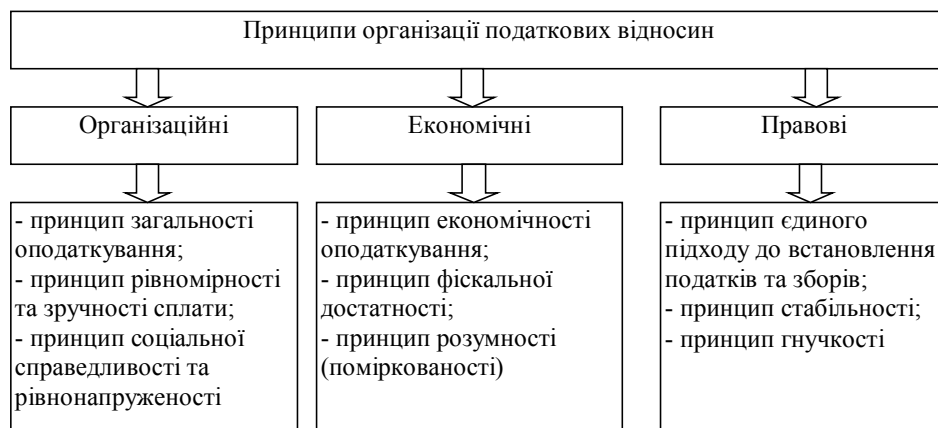 Принципи організації податкових відносин
Організаційні
Економічні
Правові
- принцип загальності
оподаткування;
- принцип рівномірності
та зручності сплати;
- принцип соціальної
справедливості та
рівнонапруженості
- принцип економічності
оподаткування;
- принцип фіскальної
достатності;
- принцип розумності
(поміркованості)
- принцип єдиного
підходу до встановлення
податків та зборів;
- принцип стабільності;
- принцип гнучкості